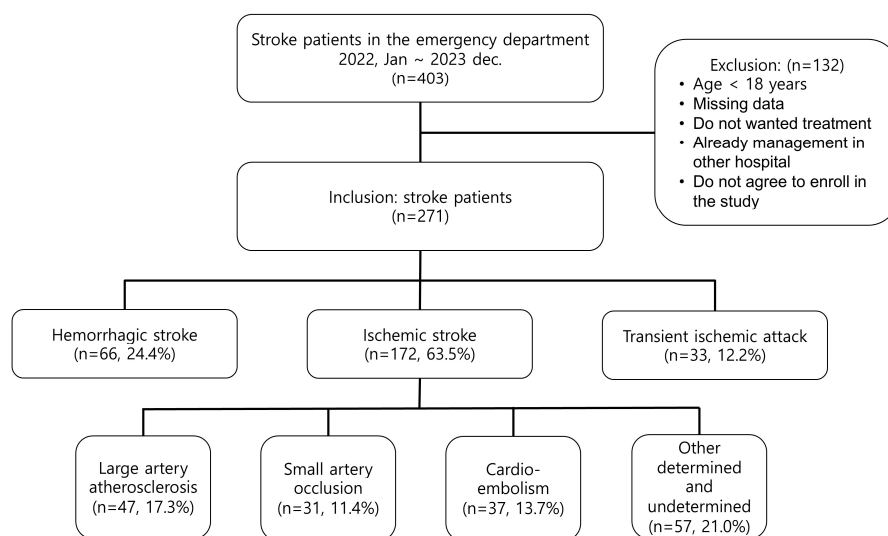 Stroke patients in the emergency department
2022, Jan ~ 2023 dec.
(n=403)
Exclusion: (n=132)
• Age < 18 years
• Missing data
• Do not wanted treatment
• Already management in
other hospital
• Do not agree to enroll in
the study
Inclusion: stroke patients
(n=271)
Hemorrhagic stroke
(n=66, 24.4%)
Ischemic stroke
(n=172, 63.5%)
Transient ischemic attack
(n=33, 12.2%)
Large artery
atherosclerosis
(n=47, 17.3%)
Small artery
occlusion
(n=31, 11.4%)
Cardio-
embolism
(n=37, 13.7%)
Other
determined
and
undetermined
(n=57, 21.0%)